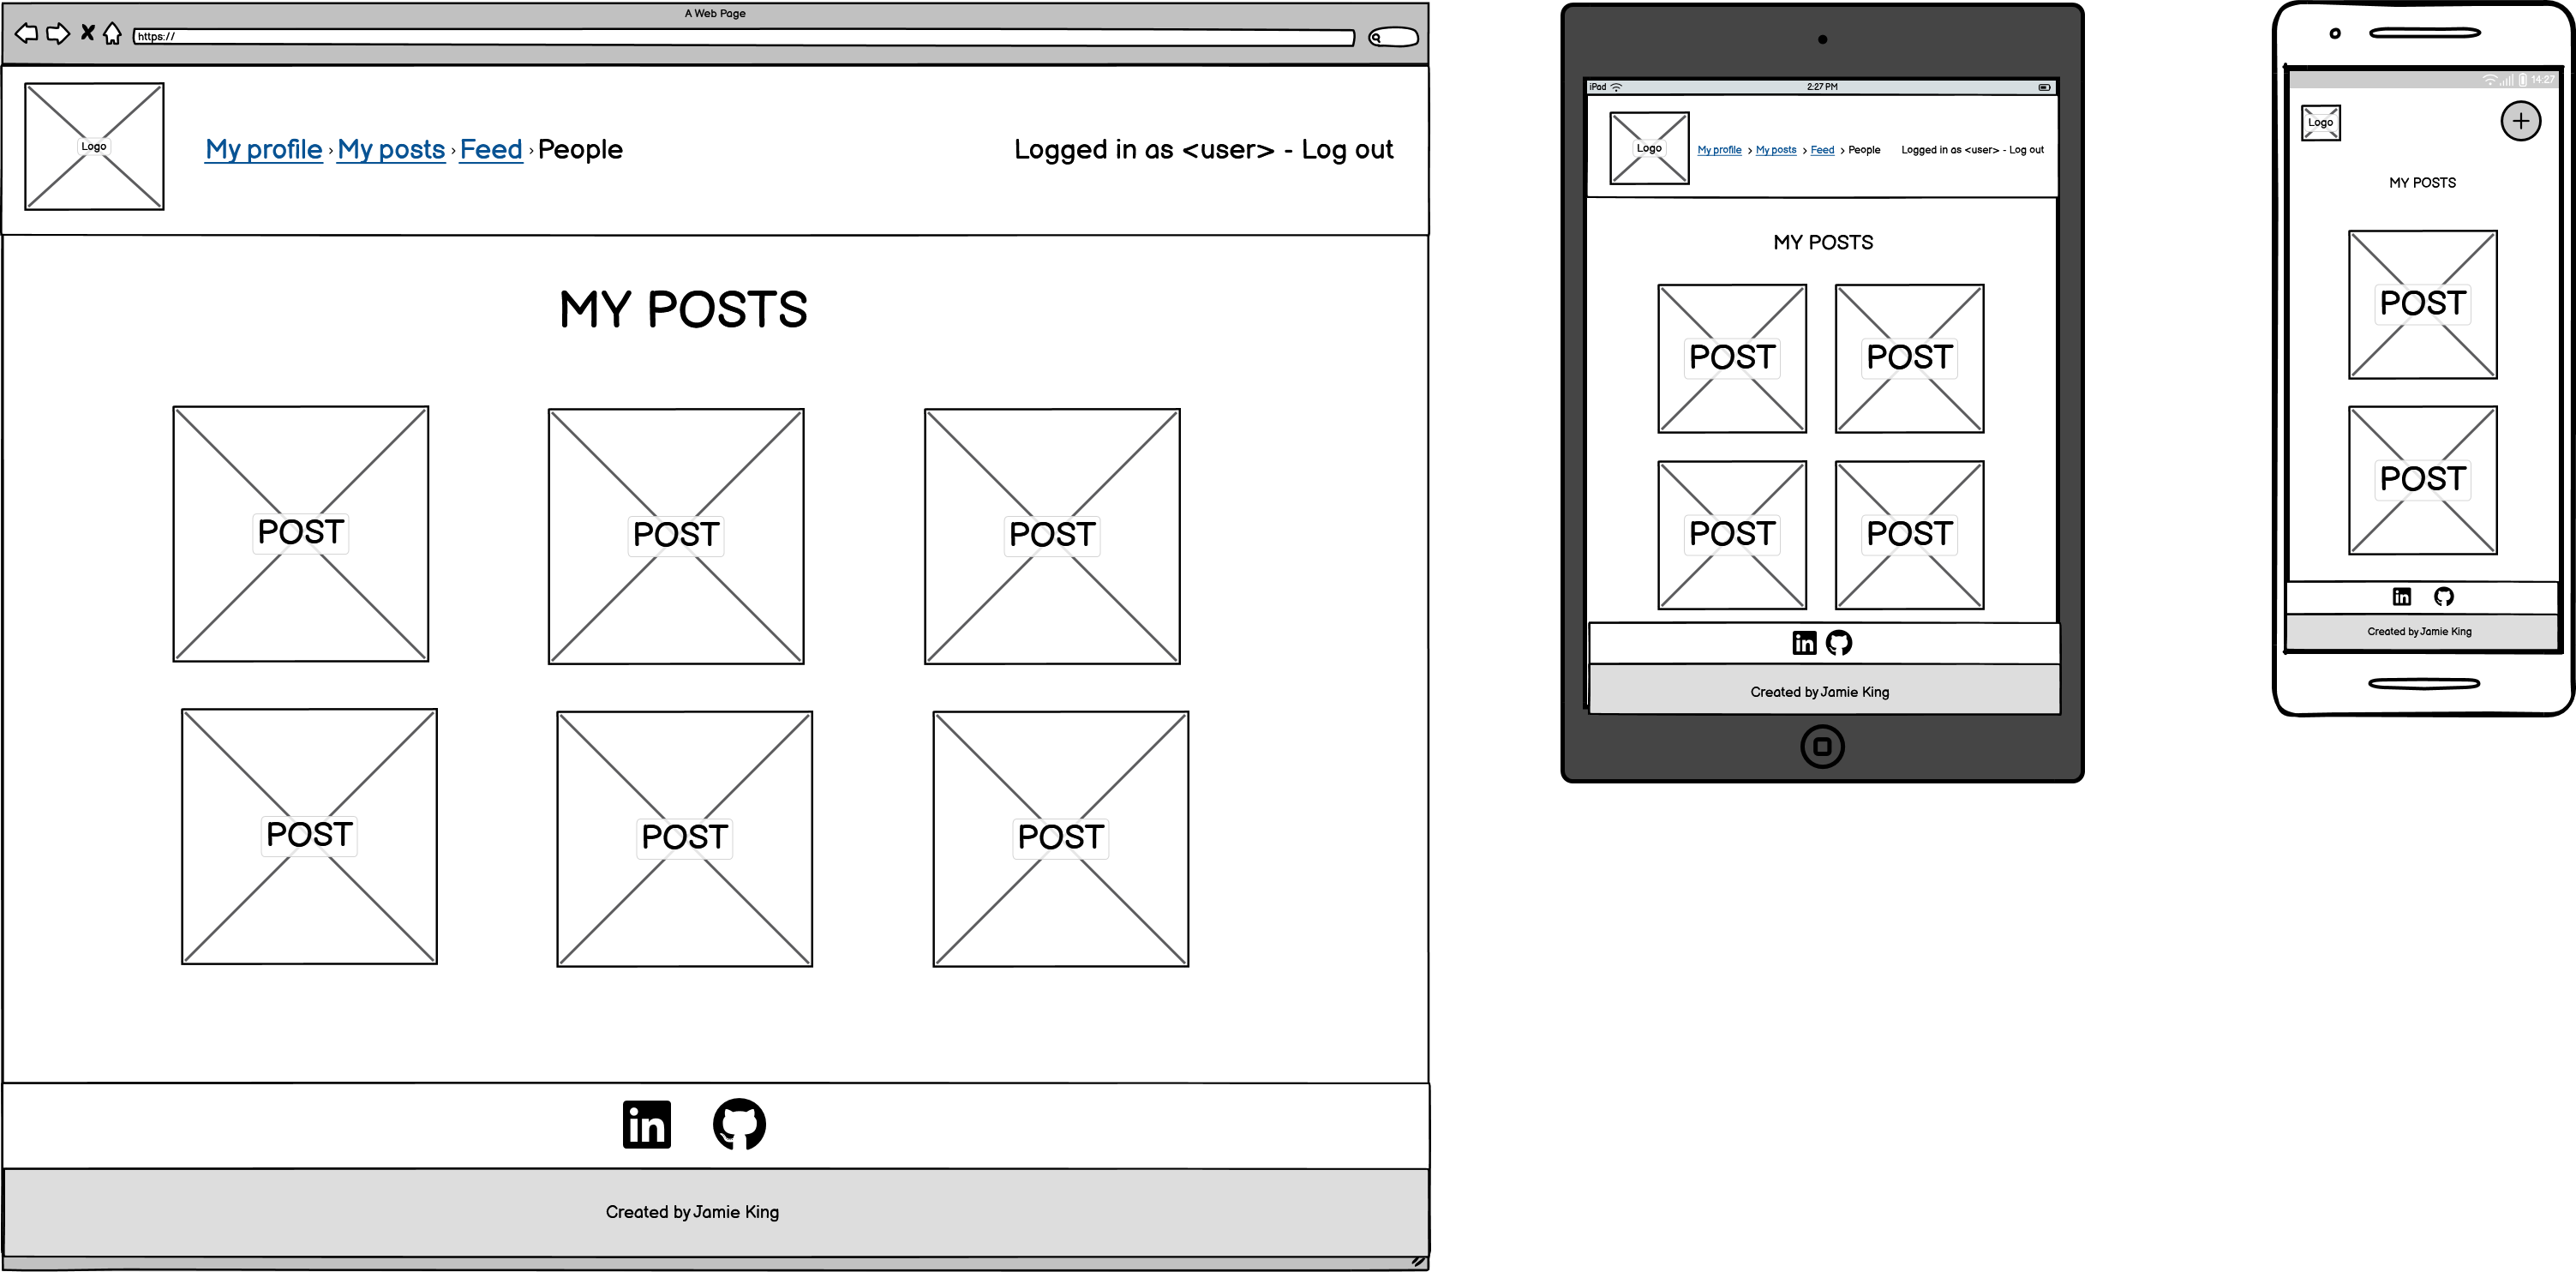 A Web Page
https://
Logo
My profile › My posts › Feed › People
Logged in as <user> - Log out
MY POSTS
POST POST POST
POST POST POST
Created by Jamie King
iPad 2:27 PM
Logo
My profile > My posts > Feed > People
Logged in as <user> - Log out
MY POSTS
POST POST
POST POST
in
Created by Jamie King
14:27
Logo
MY POSTS
POST
POST
in
Created by Jamie King